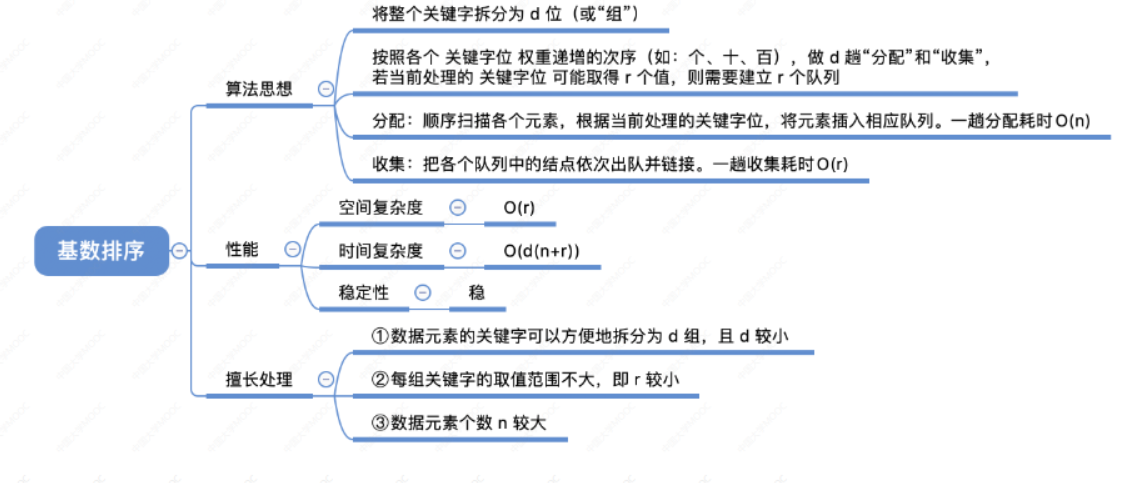 将整个关键字拆分为 d 位（或“组”）
按照各个 关键字位 权重递增的次序（如：个、十、百），做 d 趟“分配”和“收集”，
若当前处理的 关键字位 可能取得 r 个值，则需要建立 r 个队列
算法思想
分配：顺序扫描各个元素，根据当前处理的关键字位，将元素插入相应队列。一趟分配耗时O(n)
收集：把各个队列中的结点依次出队并链接。一趟收集耗时O(r)
基数排序
性能
空间复杂度
O(r)
时间复杂度
O(d(n+r))
稳定性
稳
擅长处理
①数据元素的关键字可以方便地拆分为 d 组，且 d 较小
②每组关键字的取值范围不大，即 r 较小
③数据元素个数 n 较大